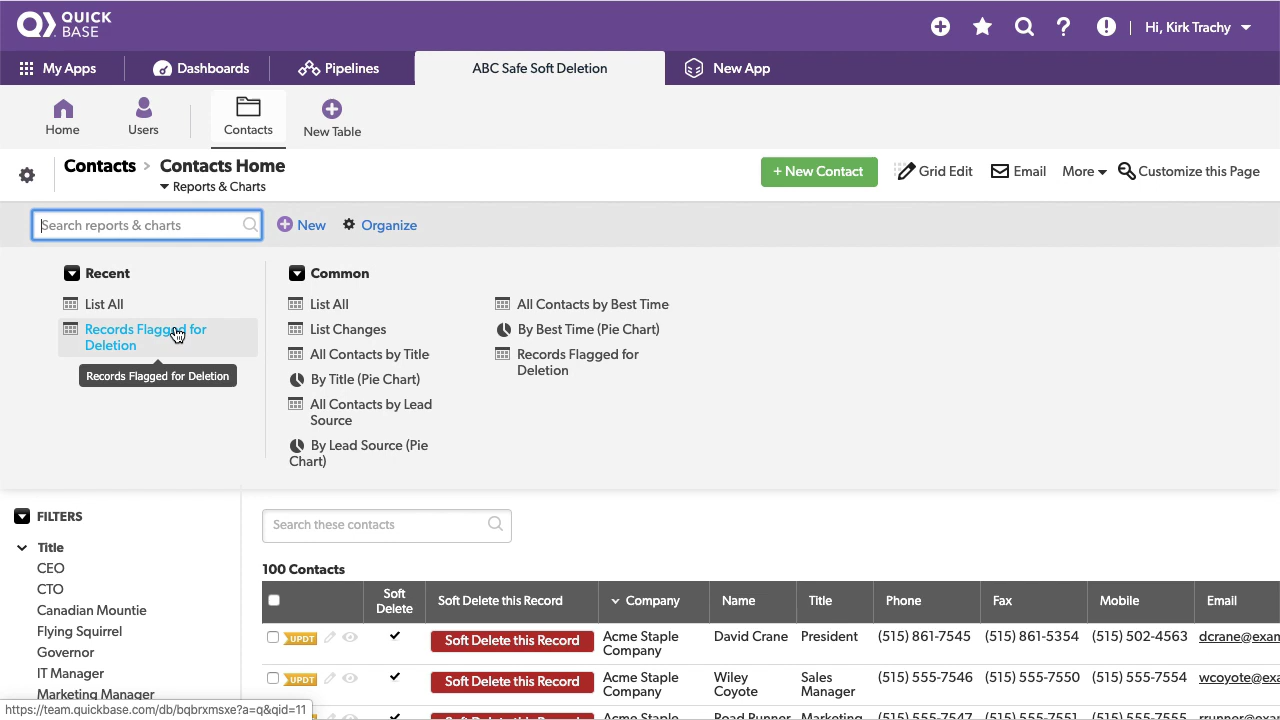 QUICK
BASE
Hi, Kirk Trachy
My Apps
Dashboards
Pipelines
ABC Safe Soft Deletion
New App
Home
Users
Contacts
New Table
Contacts > Contacts Home
Reports & Charts
+ New Contact
Grid Edit
Email
More
Customize this Page
Search reports & charts
New
Organize
Recent
List All
Records Flagged for
Deletion
Records Flagged for Deletion
Common
List All
List Changes
All Contacts by Title
By Title (Pie Chart)
All Contacts by Lead
Source
By Lead Source (Pie
Chart)
All Contacts by Best Time
By Best Time (Pie Chart)
Records Flagged for
Deletion
FILTERS
Title
CEO
CTO
Canadian Mountie
Flying Squirrel
Governor
IT Manager
Marketing Manager
https://team.quickbase.com/db/bqbrxmsxe?a=q&qid=11
Search these contacts
100 Contacts
Soft
Delete
Soft Delete this Record
Company
Name
Title
Phone
Fax
Mobile
Email
UPDT
Soft Delete this Record
Acme Staple
Company
David Crane
President
(515) 861-7545
(515) 861-5354
(515) 502-4563
dcrane@exan
UPDT
Soft Delete this Record
Acme Staple
Company
Wiley
Coyote
Sales
Manager
(515) 555-7546
(515) 555-7550
(515) 555-7554
wcoyote@exa
Soft Delete this Record
Acme Staple
Road Runner
Marketing
(515) 555-7547
(515) 555-7551
(515) 555-7555
rrunner@exa